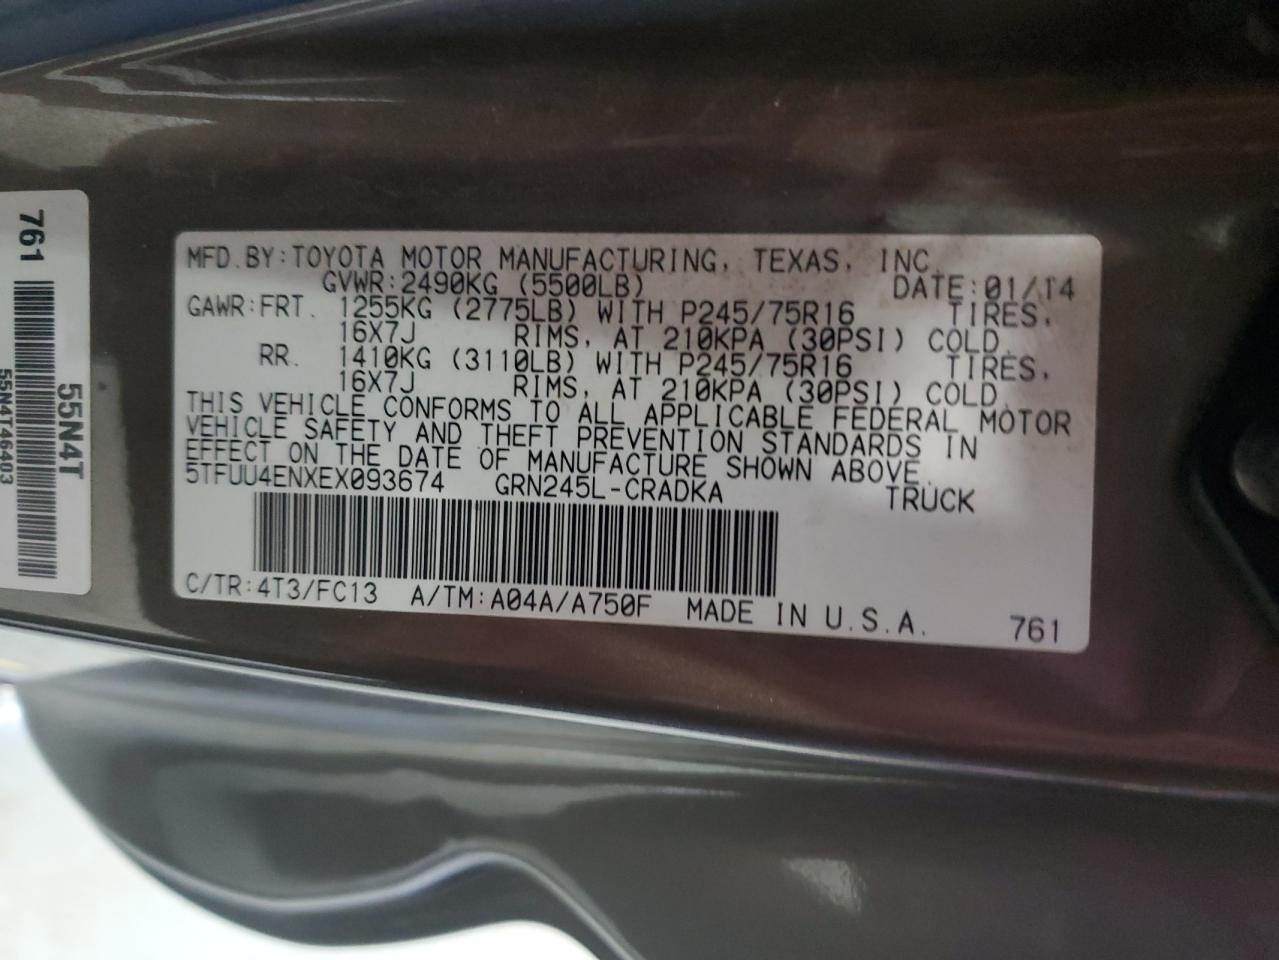 MFD. BY: TOYOTA MOTOR MANUFACTURING, TEXAS, INC.
GVWR: 2490KG (5500LB) DATE: 01/14
GAWR: FRT. 1255KG (2775LB) WITH P245/75R16 TIRES,
16X7J RIMS, AT 210KPA (30PSI) COLD.
RR. 1410KG (3110LB) WITH P245/75R16 TIRES,
16X7J RIMS, AT 210KPA (30PSI) COLD.
THIS VEHICLE CONFORMS TO ALL APPLICABLE FEDERAL MOTOR
VEHICLE SAFETY AND THEFT PREVENTION STANDARDS IN
EFFECT ON THE DATE OF MANUFACTURE SHOWN ABOVE.
5TFUU4ENXEX093674 GRN245L-CRADKA TRUCK
C/TR: 4T3/FC13 A/TM: A04A/A750F MADE IN U.S.A.
761
761
55N4T
55N4T46403